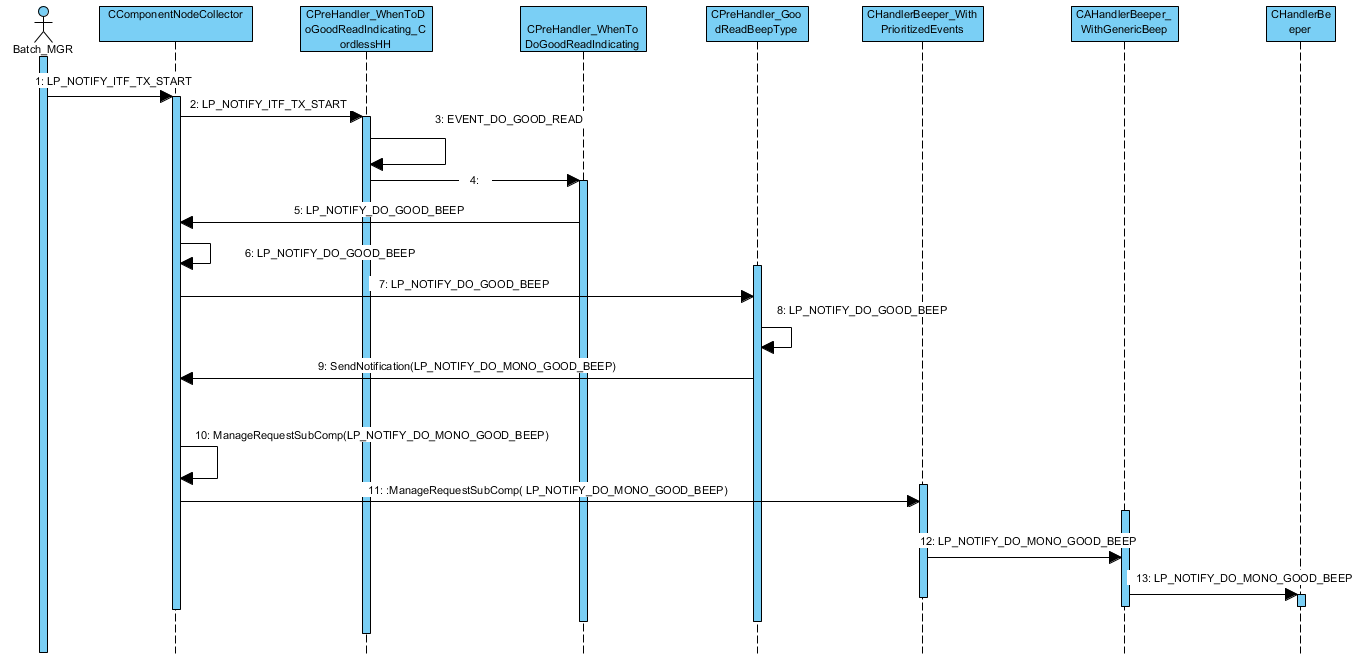 CComponentNodeCollector
CPreHandler_WhenToD
oGoodReadIndicating_C
ordlessHH
CPreHandler_WhenTo
DoGoodReadIndicating
CPreHandler_Goo
dReadBeepType
CHandlerBeeper_With
PrioritizedEvents
CAHandlerBeeper_
WithGenericBeep
CHandlerBe
eper
Batch_MGR
1: LP_NOTIFY_ITF_TX_START
2: LP_NOTIFY_ITF_TX_START
3: EVENT_DO_GOOD_READ
4:
5: LP_NOTIFY_DO_GOOD_BEEP
6: LP_NOTIFY_DO_GOOD_BEEP
7: LP_NOTIFY_DO_GOOD_BEEP
8: LP_NOTIFY_DO_GOOD_BEEP
9: SendNotification(LP_NOTIFY_DO_MONO_GOOD_BEEP)
10: ManageRequestSubComp(LP_NOTIFY_DO_MONO_GOOD_BEEP)
11: :ManageRequestSubComp( LP_NOTIFY_DO_MONO_GOOD_BEEP)
12: LP_NOTIFY_DO_MONO_GOOD_BEEP
13: LP_NOTIFY_DO_MONO_GOOD_BEEP